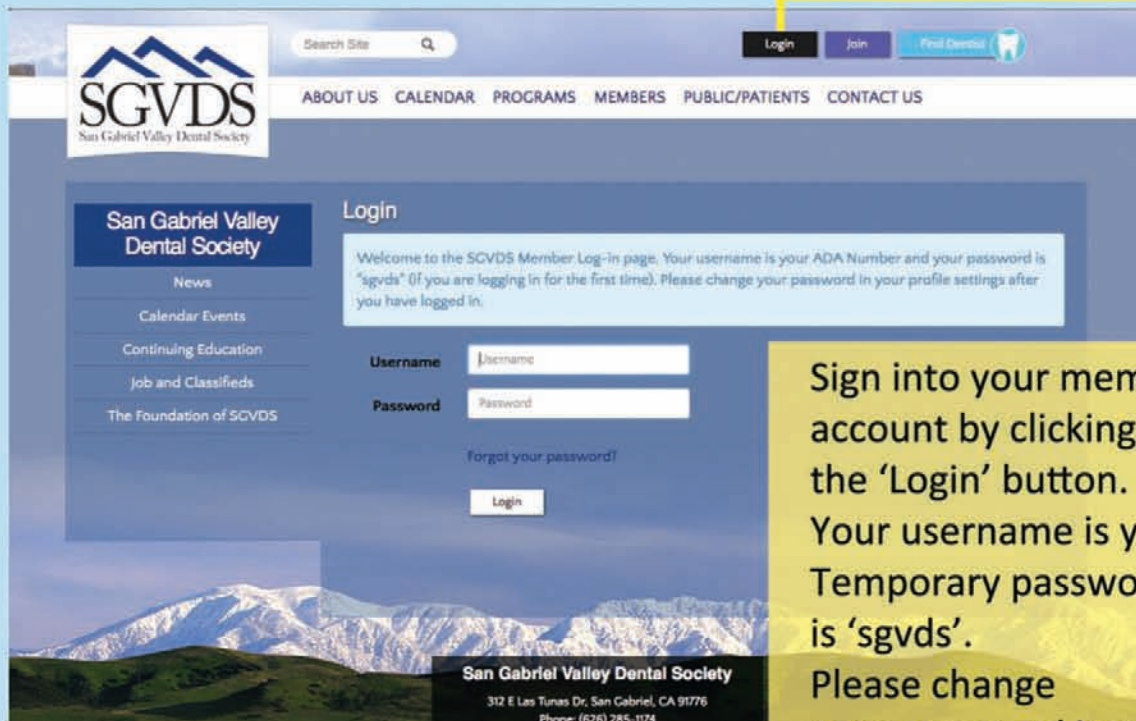 Search Site
Login
Join
Find Dentist
SGVDS
San Gabriel Valley Dental Society
ABOUT US CALENDAR PROGRAMS MEMBERS PUBLIC/PATIENTS CONTACT US
San Gabriel Valley
Dental Society
News
Calendar Events
Continuing Education
Job and Classifieds
The Foundation of SGVDS
Login
Welcome to the SGVDS Member Log-in page. Your username is your ADA Number and your password is
"sgvds" (if you are logging in for the first time). Please change your password in your profile settings after
you have logged in.
Username
Username
Password
Password
Forgot your password?
Login
Sign into your mem
account by clicking
the ‘Login’ button.
Your username is y
Temporary passwo
is ‘sgvds’.
Please change
San Gabriel Valley Dental Society
312 E Las Tunas Dr, San Gabriel, CA 91776
Phone: (626) 285-1174